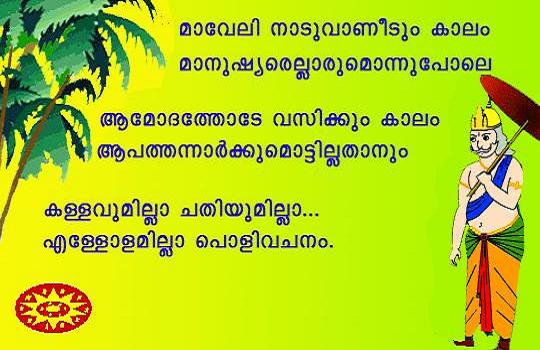 മാവേലി നാടുവാണീടും കാലം
മാനുഷ്യരെല്ലാരുമൊന്നുപോലെ
ആമോദത്തോടേ വസിക്കും കാലം
ആപത്തന്നാർക്കുമൊട്ടില്ലതാനും
കള്ളവുമില്ലാ ചതിയുമില്ലാ...
എള്ളോളമില്ലാ പൊളിവചനം.